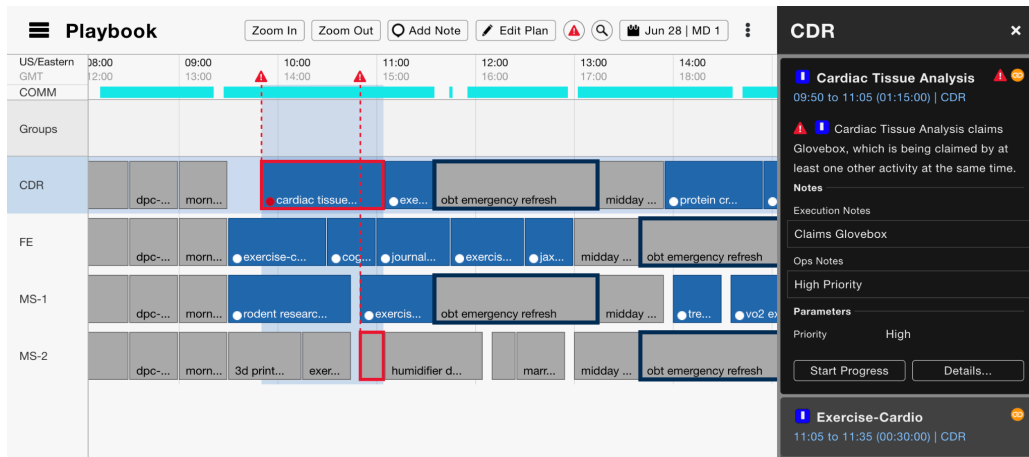 Playbook
Zoom In
Zoom Out
Add Note
Edit Plan
Jun 28 | MD 1
US/Eastern 08:00 09:00 10:00 11:00 12:00 13:00 14:00
GMT 12:00 13:00 14:00 15:00 16:00 17:00 18:00
COMM
Groups
CDR
dpc-... morn... cardiac tissue... exe... obt emergency refresh midday ... protein cr...
FE
dpc-... morn... exercise-c... cog... journal... exercis... jax... midday ... obt emergency refresh
MS-1
dpc-... morn... rodent researc... exercis... obt emergency refresh midday ... tre... vo2 ex
MS-2
dpc-... morn... 3d print... exer... humidifier d... marr... midday ... obt emergency refresh
CDR ×
Cardiac Tissue Analysis
09:50 to 11:05 (01:15:00) | CDR
Cardiac Tissue Analysis claims
Glovebox, which is being claimed by at
least one other activity at the same time.
Notes
Execution Notes
Claims Glovebox
Ops Notes
High Priority
Parameters
Priority High
Start Progress Details...
Exercise-Cardio
11:05 to 11:35 (00:30:00) | CDR